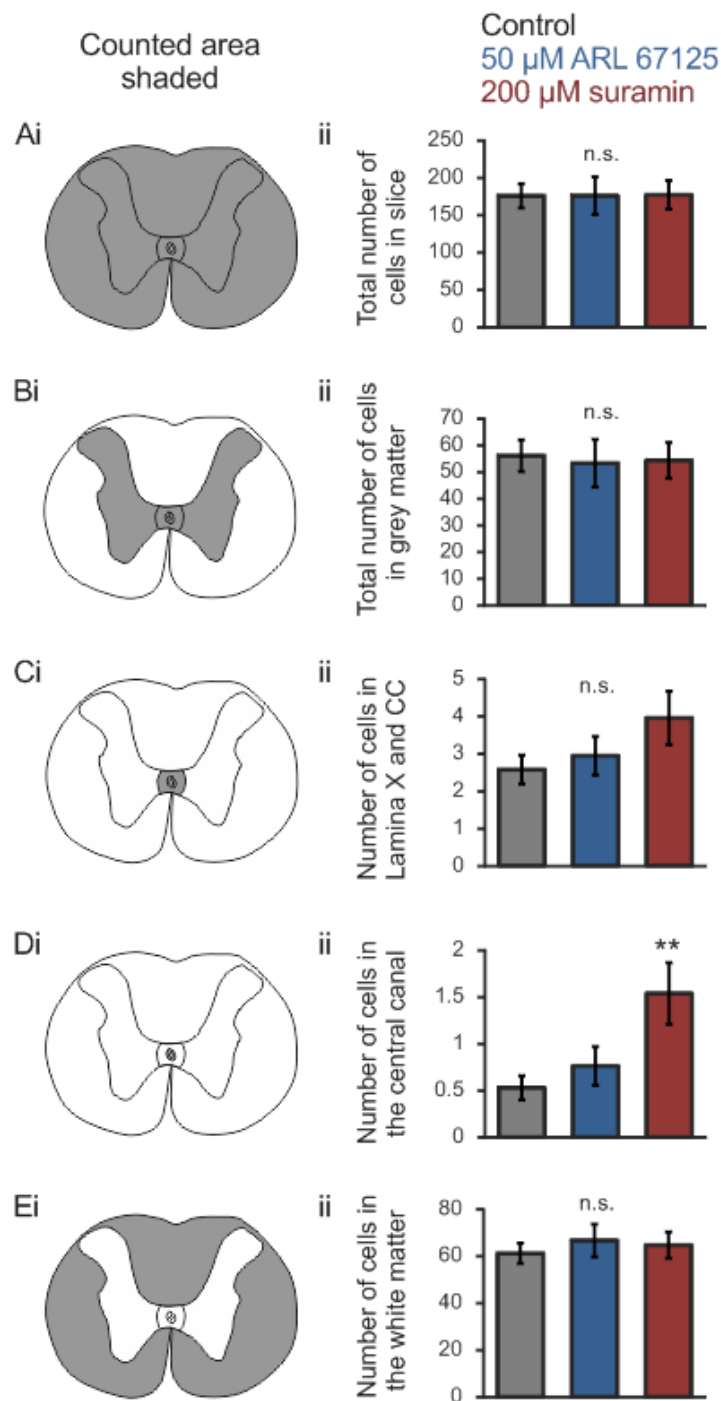 Counted area
shaded
Control
50 µM ARL 67125
200 µM suramin
Ai
ii
Total number of
cells in slice
250
200
150
100
50
0
n.s.
Bi
ii
Total number of cells
in grey matter
70
60
50
40
30
20
10
0
n.s.
Ci
ii
Number of cells in
Lamina X and CC
5
4
3
2
1
0
n.s.
Di
ii
Number of cells in
the central canal
2
1.5
1
0.5
0
**
Ei
ii
Number of cells in
the white matter
80
60
40
20
0
n.s.